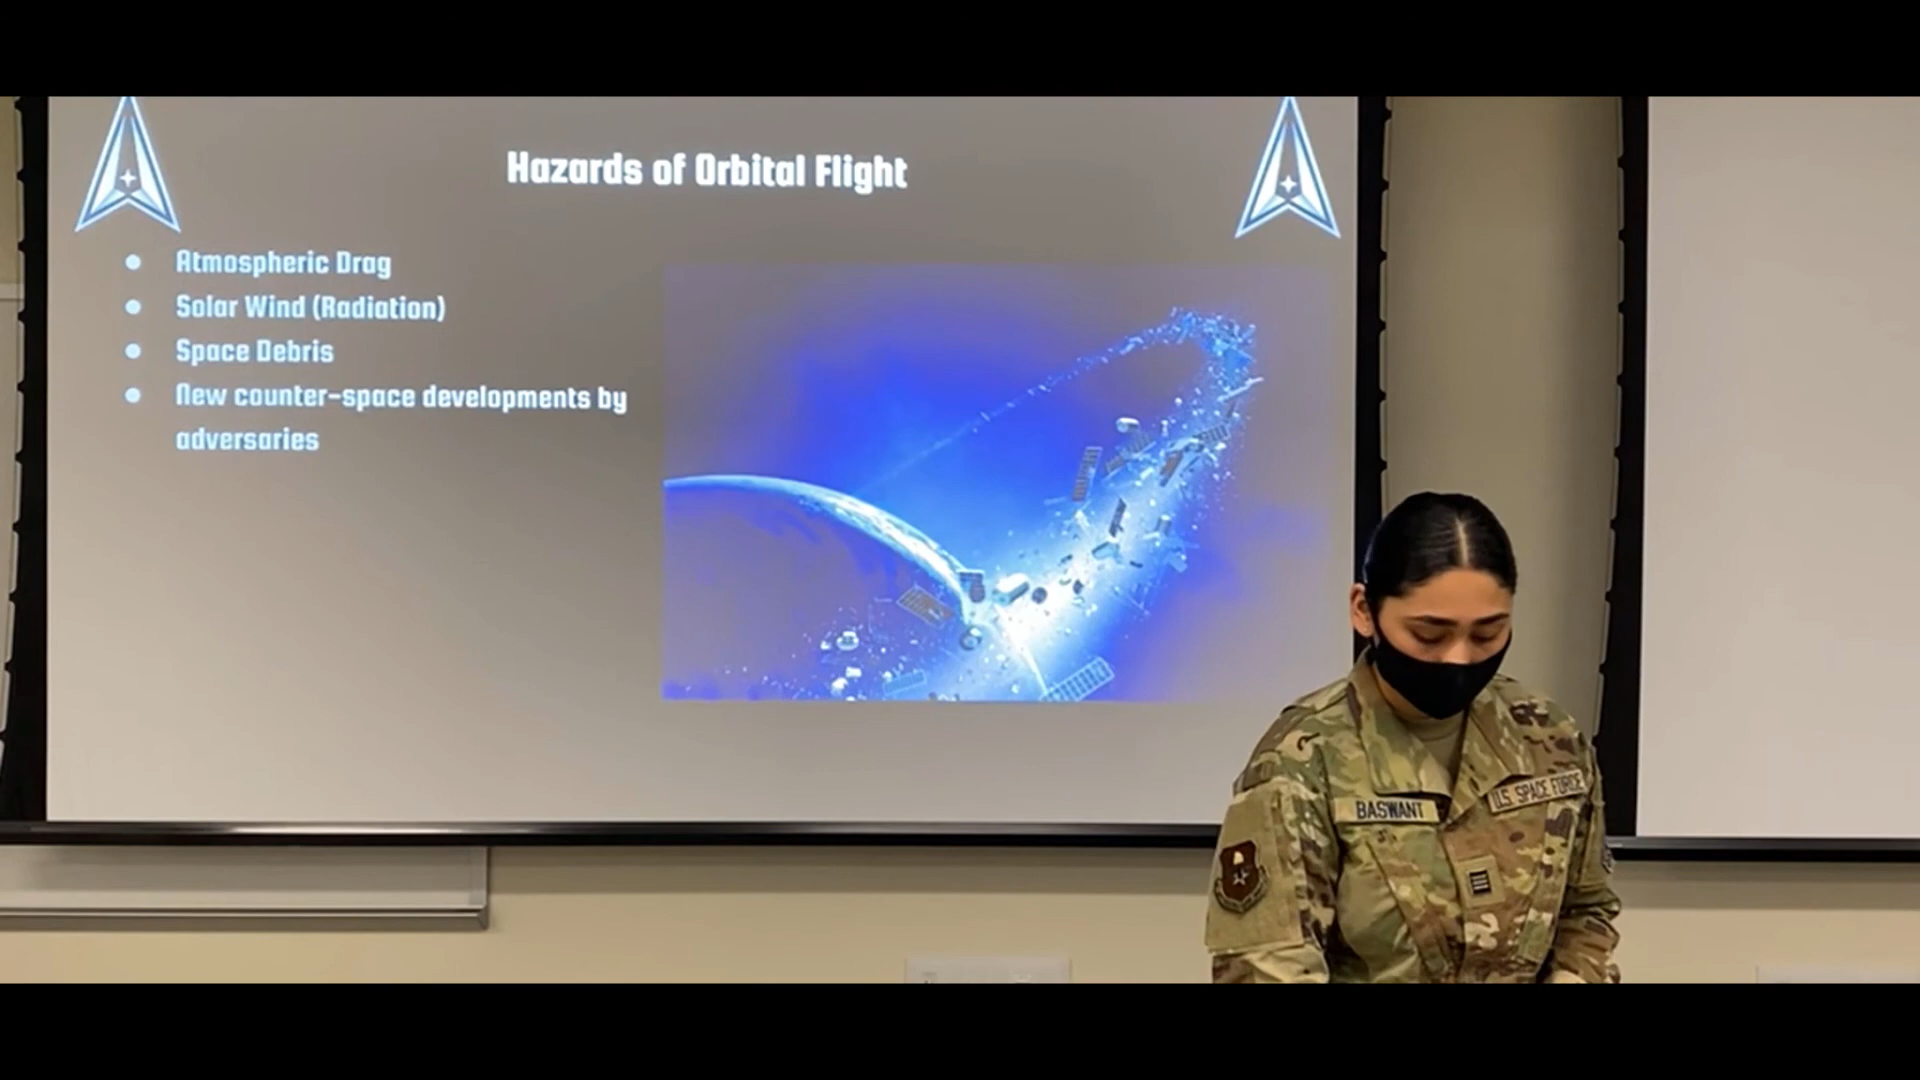 Hazards of Orbital Flight
Atmospheric Drag
Solar Wind (Radiation)
Space Debris
New counter-space developments by
adversaries
BASWANT
U.S. SPACE FORCE